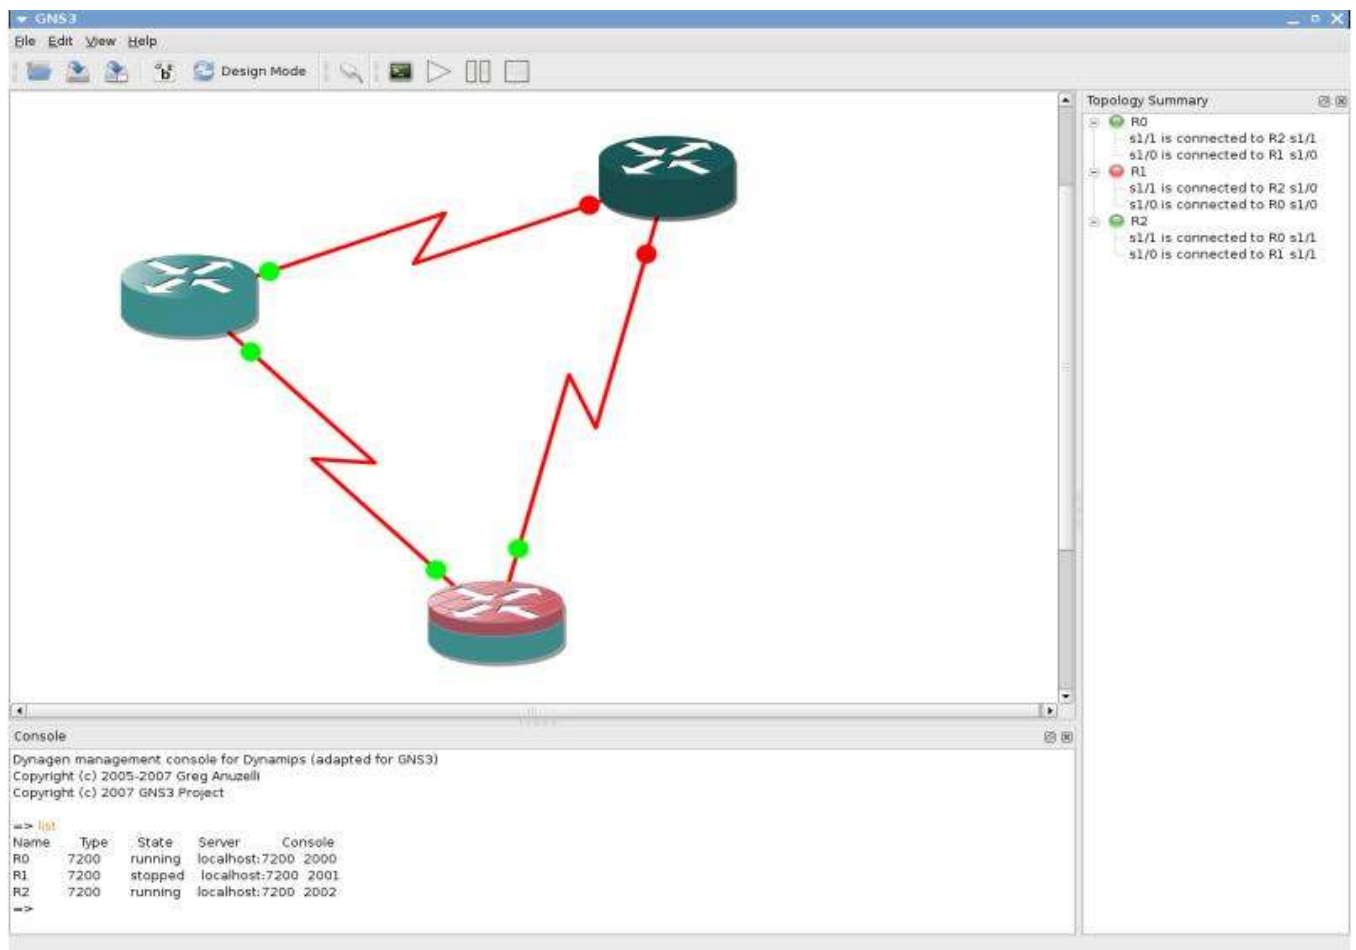 GNS3
File Edit View Help
Design Mode
Topology Summary
R0
s1/1 is connected to R2 s1/1
s1/0 is connected to R1 s1/0
R1
s1/1 is connected to R2 s1/0
s1/0 is connected to R0 s1/0
R2
s1/1 is connected to R0 s1/1
s1/0 is connected to R1 s1/1
Console
Dynagen management console for Dynamips (adapted for GNS3)
Copyright (c) 2005-2007 Greg Anuzelli
Copyright (c) 2007 GNS3 Project
=> list
Name Type State Server Console
R0 7200 running localhost:7200 2000
R1 7200 stopped localhost:7200 2001
R2 7200 running localhost:7200 2002
=>